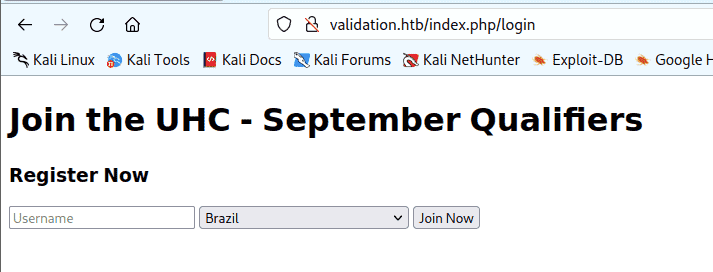 validation.htb/index.php/login
Kali Linux Kali Tools Kali Docs Kali Forums Kali NetHunter Exploit-DB Google H
Join the UHC - September Qualifiers
Register Now
Username Brazil Join Now